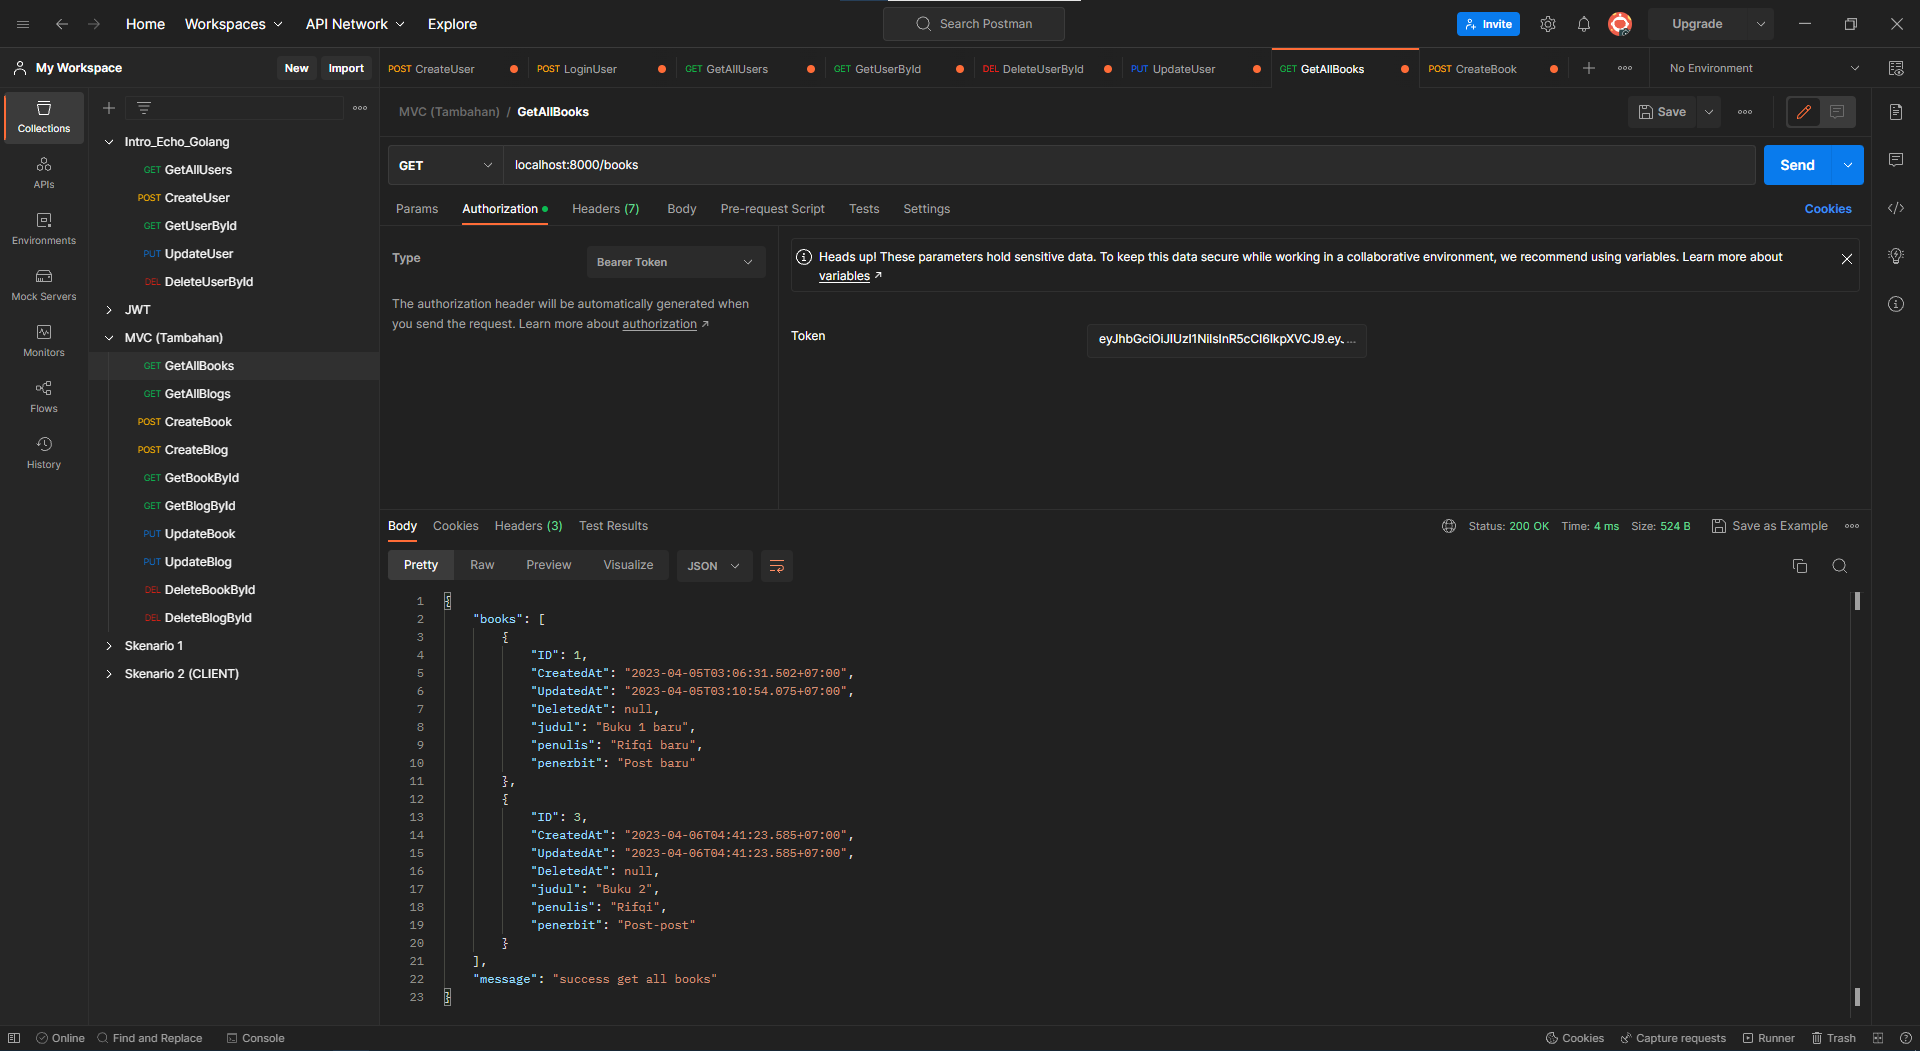 Home
Workspaces
API Network
Explore
Search Postman
Invite
Upgrade
My Workspace
New
Import
POST CreateUser
POST LoginUser
GET GetAllUsers
GET GetUserById
DEL DeleteUserById
PUT UpdateUser
GET GetAllBooks
POST CreateBook
No Environment
Collections
APIs
Environments
Mock Servers
Monitors
Flows
History
Intro_Echo_Golang
GET GetAllUsers
POST CreateUser
GET GetUserById
PUT UpdateUser
DEL DeleteUserById
JWT
MVC (Tambahan)
GET GetAllBooks
GET GetAllBlogs
POST CreateBook
POST CreateBlog
GET GetBookById
GET GetBlogById
PUT UpdateBook
PUT UpdateBlog
DEL DeleteBookById
DEL DeleteBlogById
Skenario 1
Skenario 2 (CLIENT)
MVC (Tambahan) / GetAllBooks
Save
GET
localhost:8000/books
Send
Params
Authorization
Headers (7)
Body
Pre-request Script
Tests
Settings
Cookies
Type
Bearer Token
The authorization header will be automatically generated when
you send the request. Learn more about authorization ↗
Heads up! These parameters hold sensitive data. To keep this data secure while working in a collaborative environment, we recommend using variables. Learn more about
variables ↗
Token
eyJhbGciOiJIUzI1NiIsInR5cCI6IkpXVCJ9.ey. ...
Body
Cookies
Headers (3)
Test Results
Status: 200 OK
Time: 4 ms
Size: 524 B
Save as Example
Pretty
Raw
Preview
Visualize
JSON
1 {
2 "books": [
3 {
4 "ID": 1,
5 "CreatedAt": "2023-04-05T03:06:31.502+07:00",
6 "UpdatedAt": "2023-04-05T03:10:54.075+07:00",
7 "DeletedAt": null,
8 "judul": "Buku 1 baru",
9 "penulis": "Rifqi baru",
10 "penerbit": "Post baru"
11 },
12 {
13 "ID": 3,
14 "CreatedAt": "2023-04-06T04:41:23.585+07:00",
15 "UpdatedAt": "2023-04-06T04:41:23.585+07:00",
16 "DeletedAt": null,
17 "judul": "Buku 2",
18 "penulis": "Rifqi",
19 "penerbit": "Post-post"
20 }
21 ],
22 "message": "success get all books"
23 }
Online
Find and Replace
Console
Cookies
Capture requests
Runner
Trash